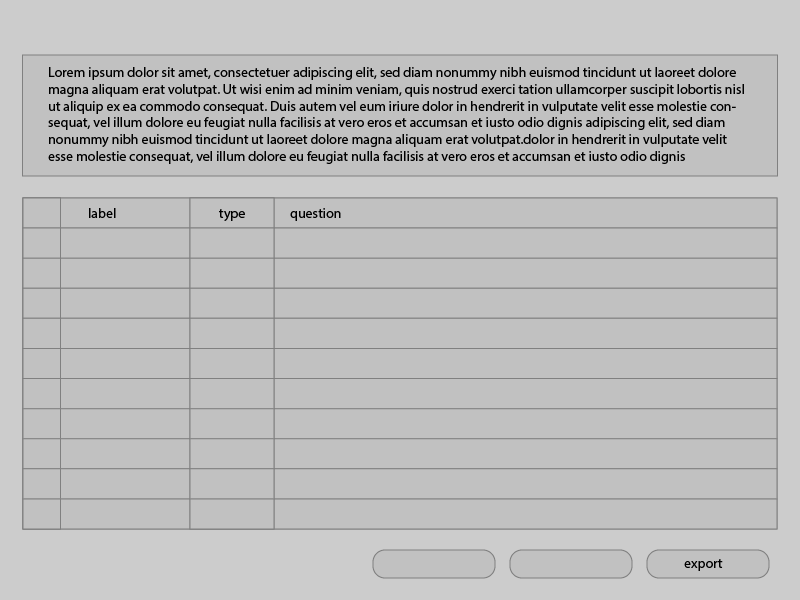 Lorem ipsum dolor sit amet, consectetuer adipiscing elit, sed diam nonummy nibh euismod tincidunt ut laoreet dolore
magna aliquam erat volutpat. Ut wisi enim ad minim veniam, quis nostrud exerci tation ullamcorper suscipit lobortis nisl
ut aliquip ex ea commodo consequat. Duis autem vel eum iriure dolor in hendrerit in vulputate velit esse molestie con-
sequat, vel illum dolore eu feugiat nulla facilisis at vero eros et accumsan et iusto odio dignis adipiscing elit, sed diam
nonummy nibh euismod tincidunt ut laoreet dolore magna aliquam erat volutpat.dolor in hendrerit in vulputate velit
esse molestie consequat, vel illum dolore eu feugiat nulla facilisis at vero eros et accumsan et iusto odio dignis
label type question
export